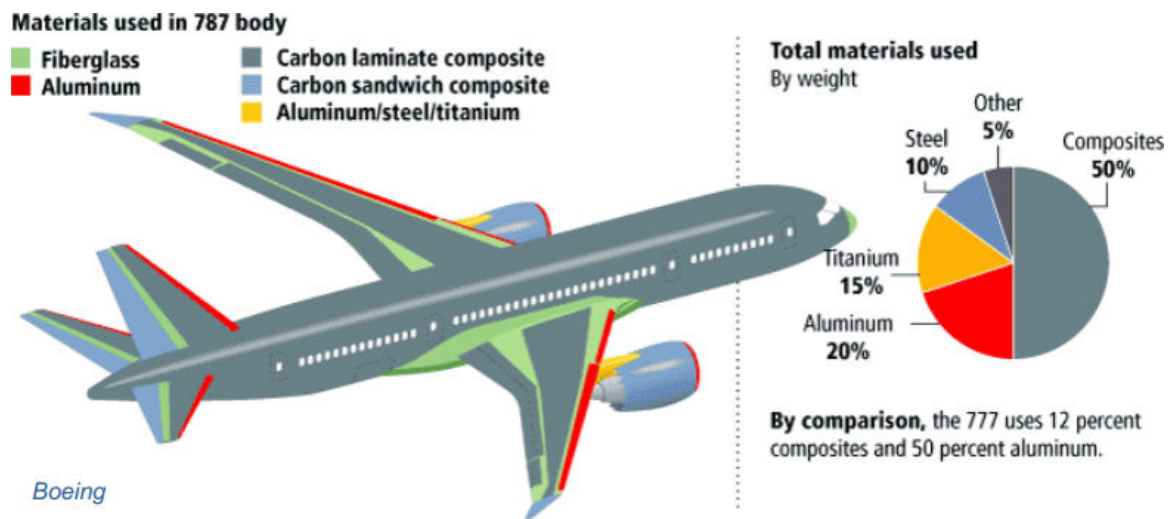 Materials used in 787 body
Fiberglass
Aluminum
Carbon laminate composite
Carbon sandwich composite
Aluminum/steel/titanium
Total materials used
By weight
Other
5%
Steel
10%
Composites
50%
Titanium
15%
Aluminum
20%
By comparison, the 777 uses 12 percent
composites and 50 percent aluminum.
Boeing